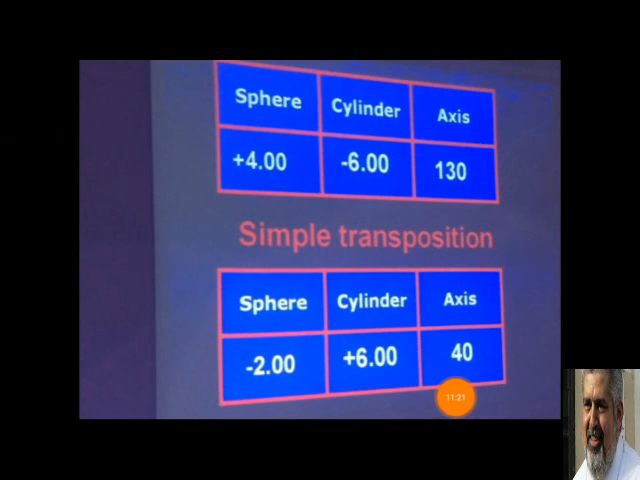 Sphere Cylinder Axis
+4.00 -6.00 130
Simple transposition
Sphere Cylinder Axis
-2.00 +6.00 40
11:21